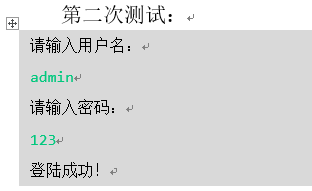 第二次测试：
请输入用户名：
admin
请输入密码：
123
登陆成功！